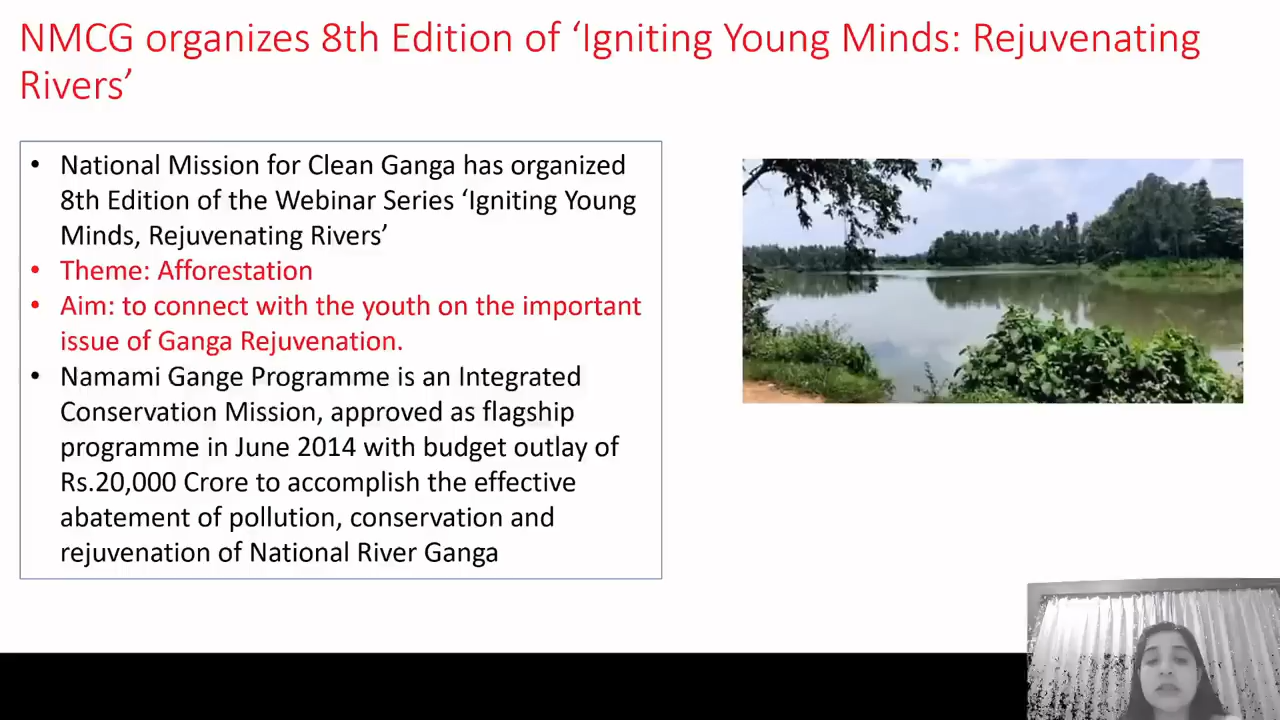 NMCG organizes 8th Edition of ‘Igniting Young Minds: Rejuvenating
Rivers’
• National Mission for Clean Ganga has organized
8th Edition of the Webinar Series ‘Igniting Young
Minds, Rejuvenating Rivers’
• Theme: Afforestation
• Aim: to connect with the youth on the important
issue of Ganga Rejuvenation.
• Namami Gange Programme is an Integrated
Conservation Mission, approved as flagship
programme in June 2014 with budget outlay of
Rs.20,000 Crore to accomplish the effective
abatement of pollution, conservation and
rejuvenation of National River Ganga